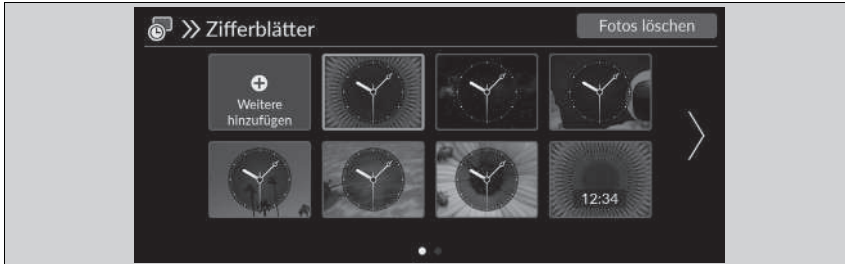 Zifferblätter
Fotos löschen
Weitere
hinzufügen
12:34